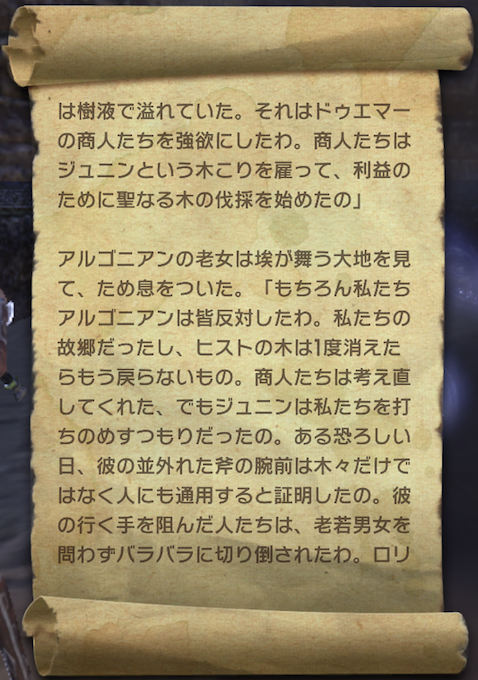 は樹液で溢れていた。それはドゥエマー
の商人たちを強欲にしたわ。商人たちは
ジュニンという木こりを雇って、利益の
ために聖なる木の伐採を始めたの」
アルゴニアンの老女は埃が舞う大地を見
て、ため息をついた。「もちろん私たち
アルゴニアンは皆反対したわ。私たちの
故郷だったし、ヒストの木は1度消えた
らもう戻らないもの。商人たちは考え直
してくれた、でもジュニンは私たちを打
ちのめすつもりだったの。ある恐ろしい
日、彼の並外れた斧の腕前は木々だけで
はなく人にも通用すると証明したの。彼
の行く手を阻んだ人たちは、老若男女を
問わずバラバラに切り倒されたわ。ロリ